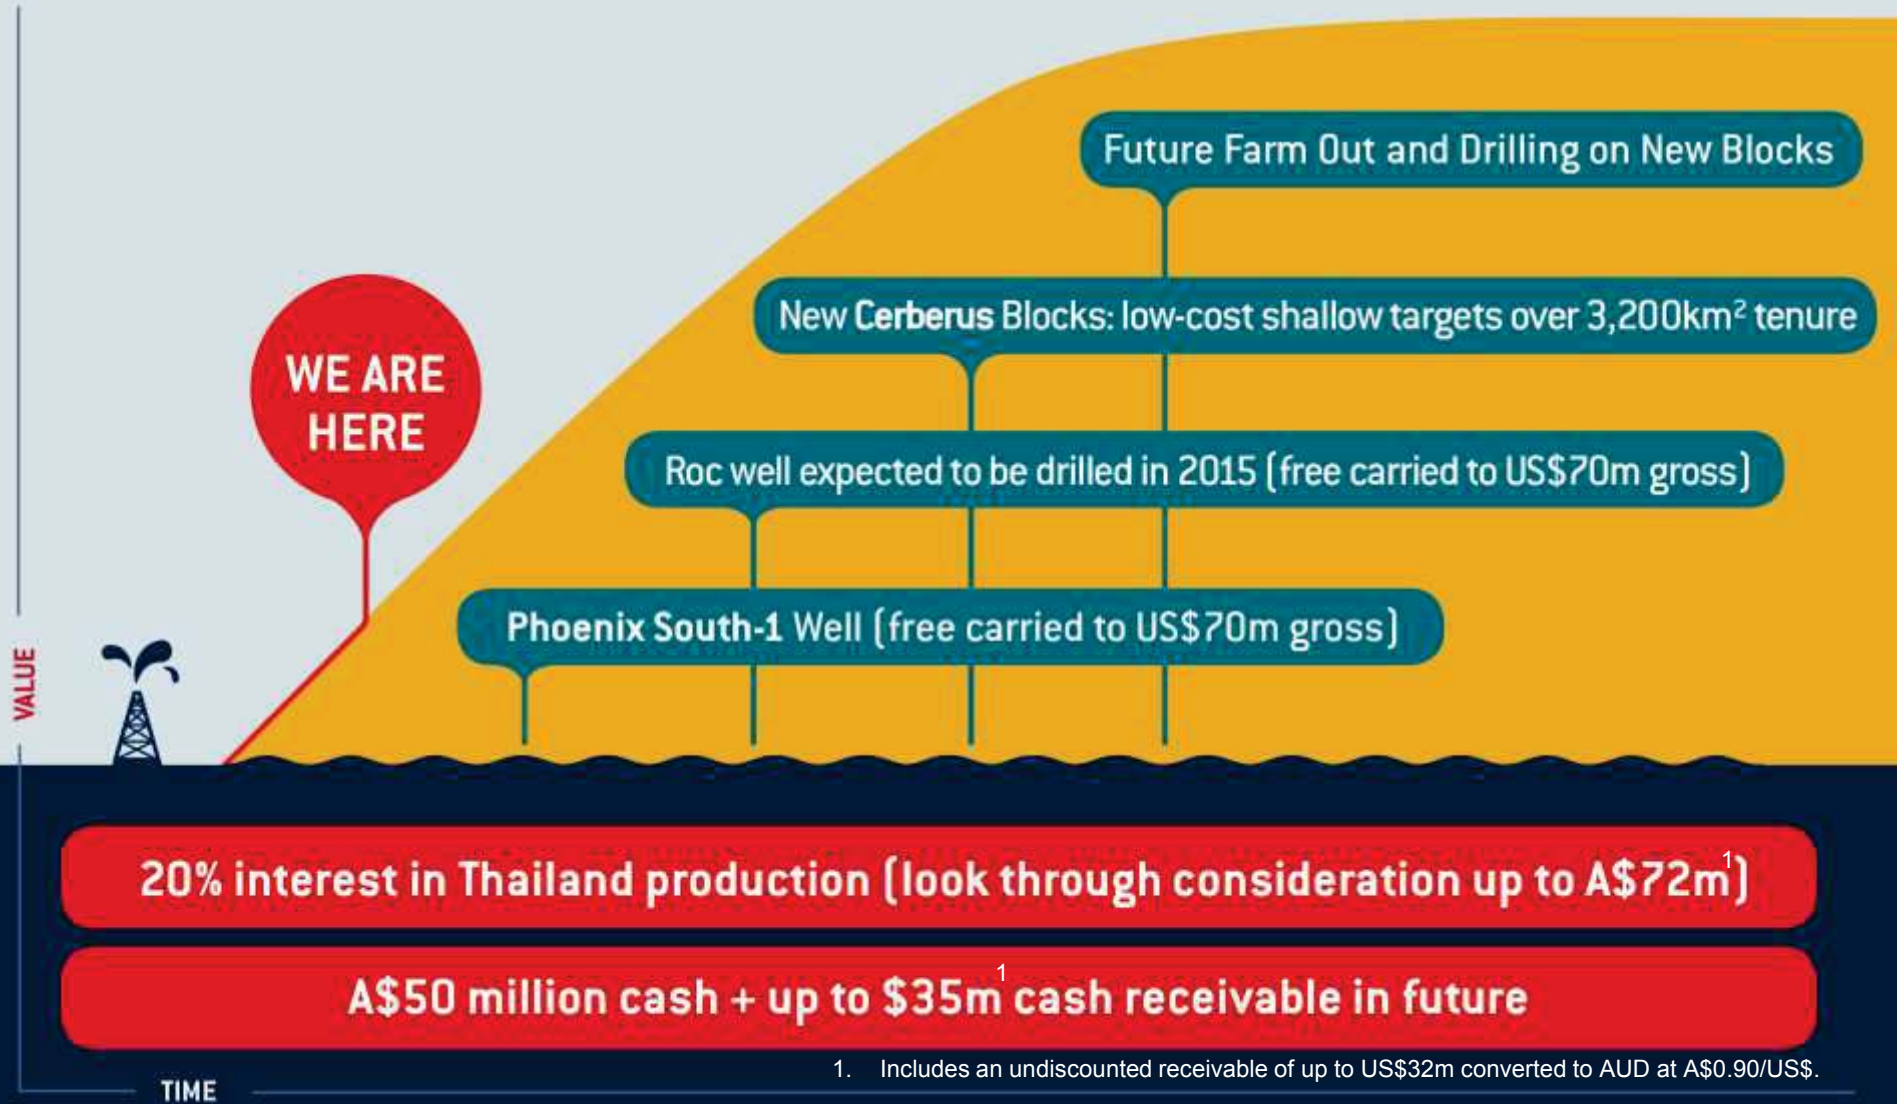 Future Farm Out and Drilling on New Blocks
New Cerberus Blocks: low-cost shallow targets over 3,200km² tenure
WE ARE
HERE
Roc well expected to be drilled in 2015 (free carried to US$70m gross)
Phoenix South-1 Well (free carried to US$70m gross)
VALUE
20% interest in Thailand production (look through consideration up to A$72m¹)
A$50 million cash + up to $35m¹ cash receivable in future
1. Includes an undiscounted receivable of up to US$32m converted to AUD at A$0.90/US$.
TIME